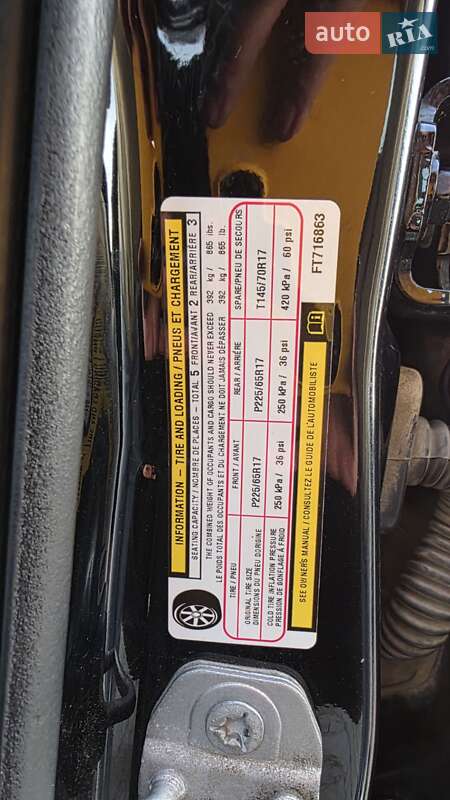 auto RIA
.com
INFORMATION – TIRE AND LOADING / PNEUS ET CHARGEMENT
SEATING CAPACITY / NOMBRE DE PLACES – TOTAL 5 FRONT/AVANT 2 REAR/ARRIÈRE 3
THE COMBINED WEIGHT OF OCCUPANTS AND CARGO SHOULD NEVER EXCEED 392 kg / 865 lbs.
LE POIDS TOTAL DES OCCUPANTS ET DU CHARGEMENT NE DOIT JAMAIS DÉPASSER 392 kg / 865 lb.
TIRE / PNEU FRONT / AVANT REAR / ARRIÈRE SPARE/PNEU DE SECOURS
ORIGINAL TIRE SIZE
DIMENSIONS DU PNEU D'ORIGINE P225/65R17 P225/65R17 T145/70R17
COLD TIRE INFLATION PRESSURE
PRESSION DE GONFLAGE À FROID 250 kPa / 36 psi 250 kPa / 36 psi 420 kPa / 60 psi
SEE OWNERS MANUAL / CONSULTEZ LE GUIDE DE L'AUTOMOBILISTE
FT716863